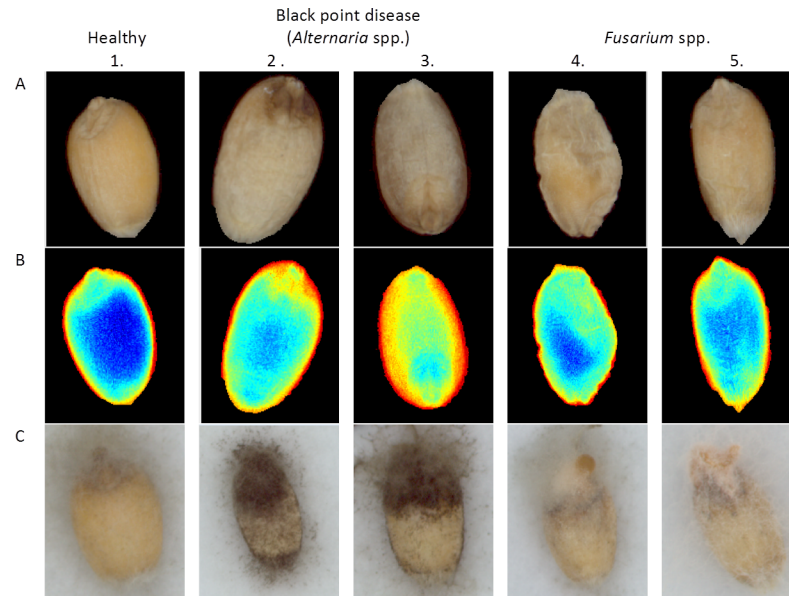 Black point disease
Healthy (Alternaria spp.) Fusarium spp.
1. 2 . 3. 4. 5.
A
B
C